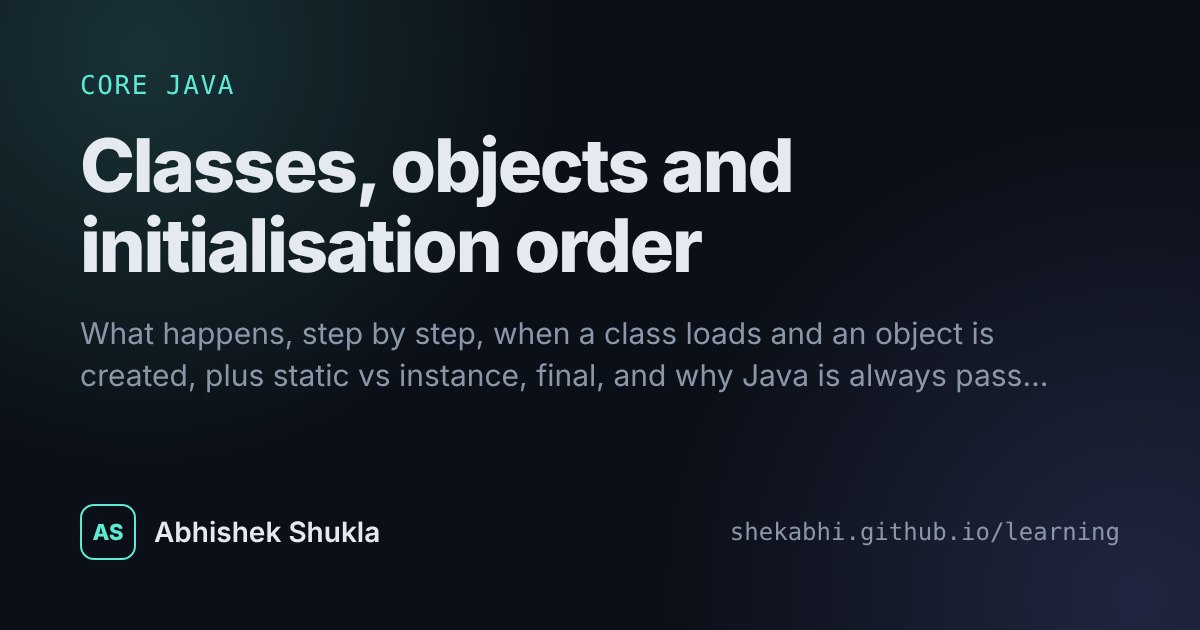 CORE JAVA
Classes, objects and
initialisation order
What happens, step by step, when a class loads and an object is
created, plus static vs instance, final, and why Java is always pass…
AS
Abhishek Shukla
shekabhi.github.io/learning